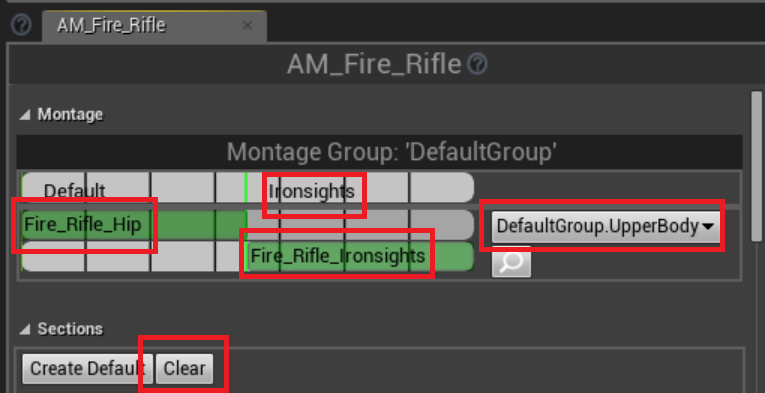 AM_Fire_Rifle
AM_Fire_Rifle
Montage
Montage Group: 'DefaultGroup'
Default Ironsights
Fire_Rifle_Hip DefaultGroup.UpperBody
Fire_Rifle_Ironsights
Sections
Create Default Clear